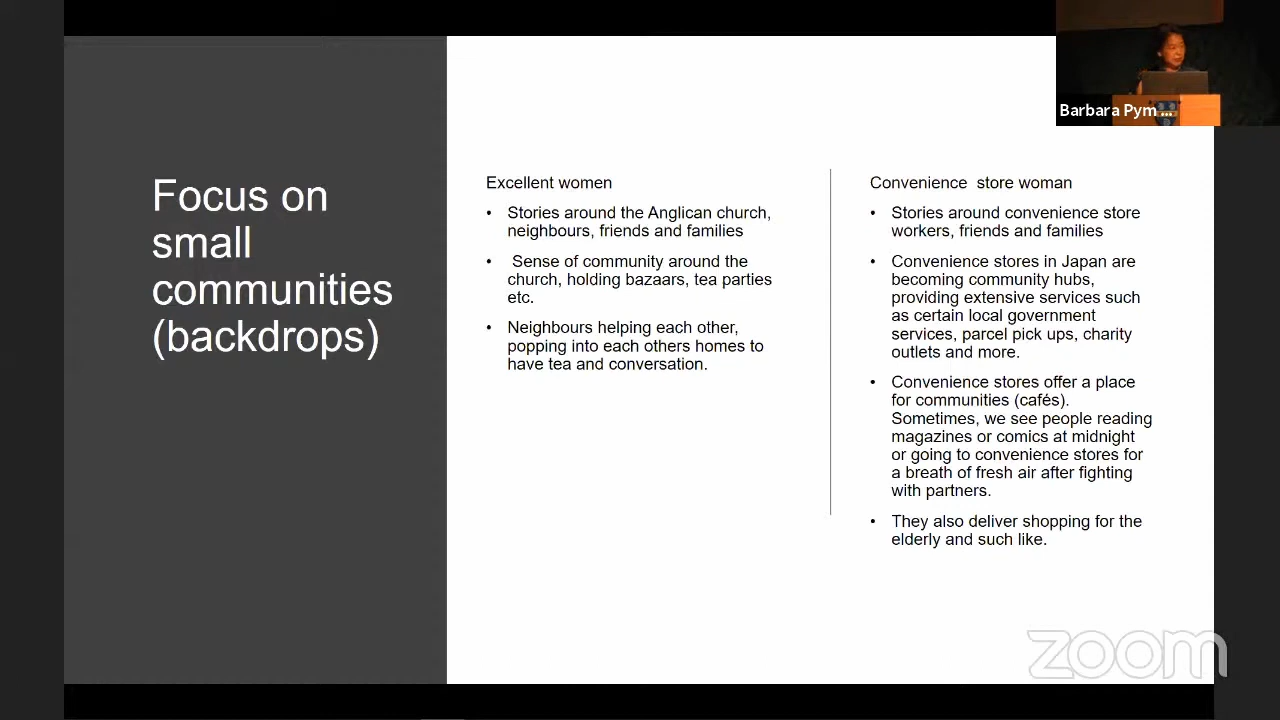 Barbara Pym
Focus on
small
communities
(backdrops)
Excellent women
• Stories around the Anglican church,
neighbours, friends and families
• Sense of community around the
church, holding bazaars, tea parties
etc.
• Neighbours helping each other,
popping into each others homes to
have tea and conversation.
Convenience  store woman
• Stories around convenience store
workers, friends and families
• Convenience stores in Japan are
becoming community hubs,
providing extensive services such
as certain local government
services, parcel pick ups, charity
outlets and more.
• Convenience stores offer a place
for communities (cafés).
Sometimes, we see people reading
magazines or comics at midnight
or going to convenience stores for
a breath of fresh air after fighting
with partners.
• They also deliver shopping for the
elderly and such like.
zoom